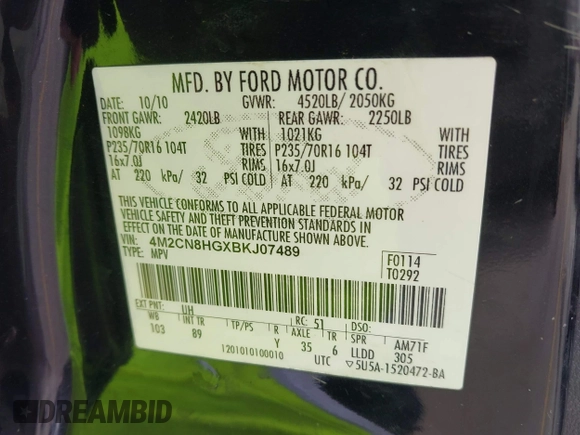 MFD. BY FORD MOTOR CO.
DATE: 10/10 GVWR: 4520LB/ 2050KG
FRONT GAWR: 2420LB REAR GAWR: 2250LB
1098KG 1021KG
P235/70R16 104T TIRES P235/70R16 104T TIRES
16x7.0J RIMS 16x7.0J RIMS
AT 220 kPa/ 32 PSI COLD AT 220 kPa/ 32 PSI COLD
THIS VEHICLE CONFORMS TO ALL APPLICABLE FEDERAL MOTOR
VEHICLE SAFETY AND THEFT PREVENTION STANDARDS IN
EFFECT ON THE DATE OF MANUFACTURE SHOWN ABOVE.
VIN: 4M2CN8HGXBKJ07489
TYPE: MPV
F0114
T0292
EXT PNT: UH RC: 51 DSO:
WB INT TR TP/PS R AXLE TR SPR AM71F
103 89 Y 35 6 LLDD 305
1201010100010 UTC ▽5U5A-1520472-BA
DREAMBID